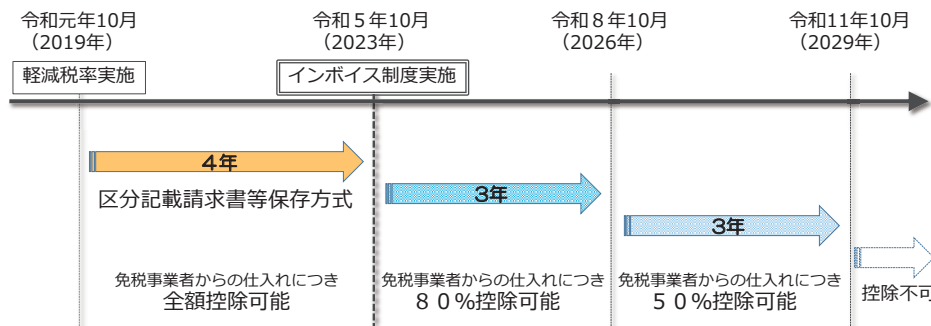 令和元年10月
（2019年）
令和５年10月
（2023年）
令和８年10月
（2026年）
令和11年10月
（2029年）
軽減税率実施
インボイス制度実施
４年
区分記載請求書等保存方式
３年
３年
免税事業者からの仕入れにつき
全額控除可能
免税事業者からの仕入れにつき
８０%控除可能
免税事業者からの仕入れにつき
５０%控除可能
控除不可